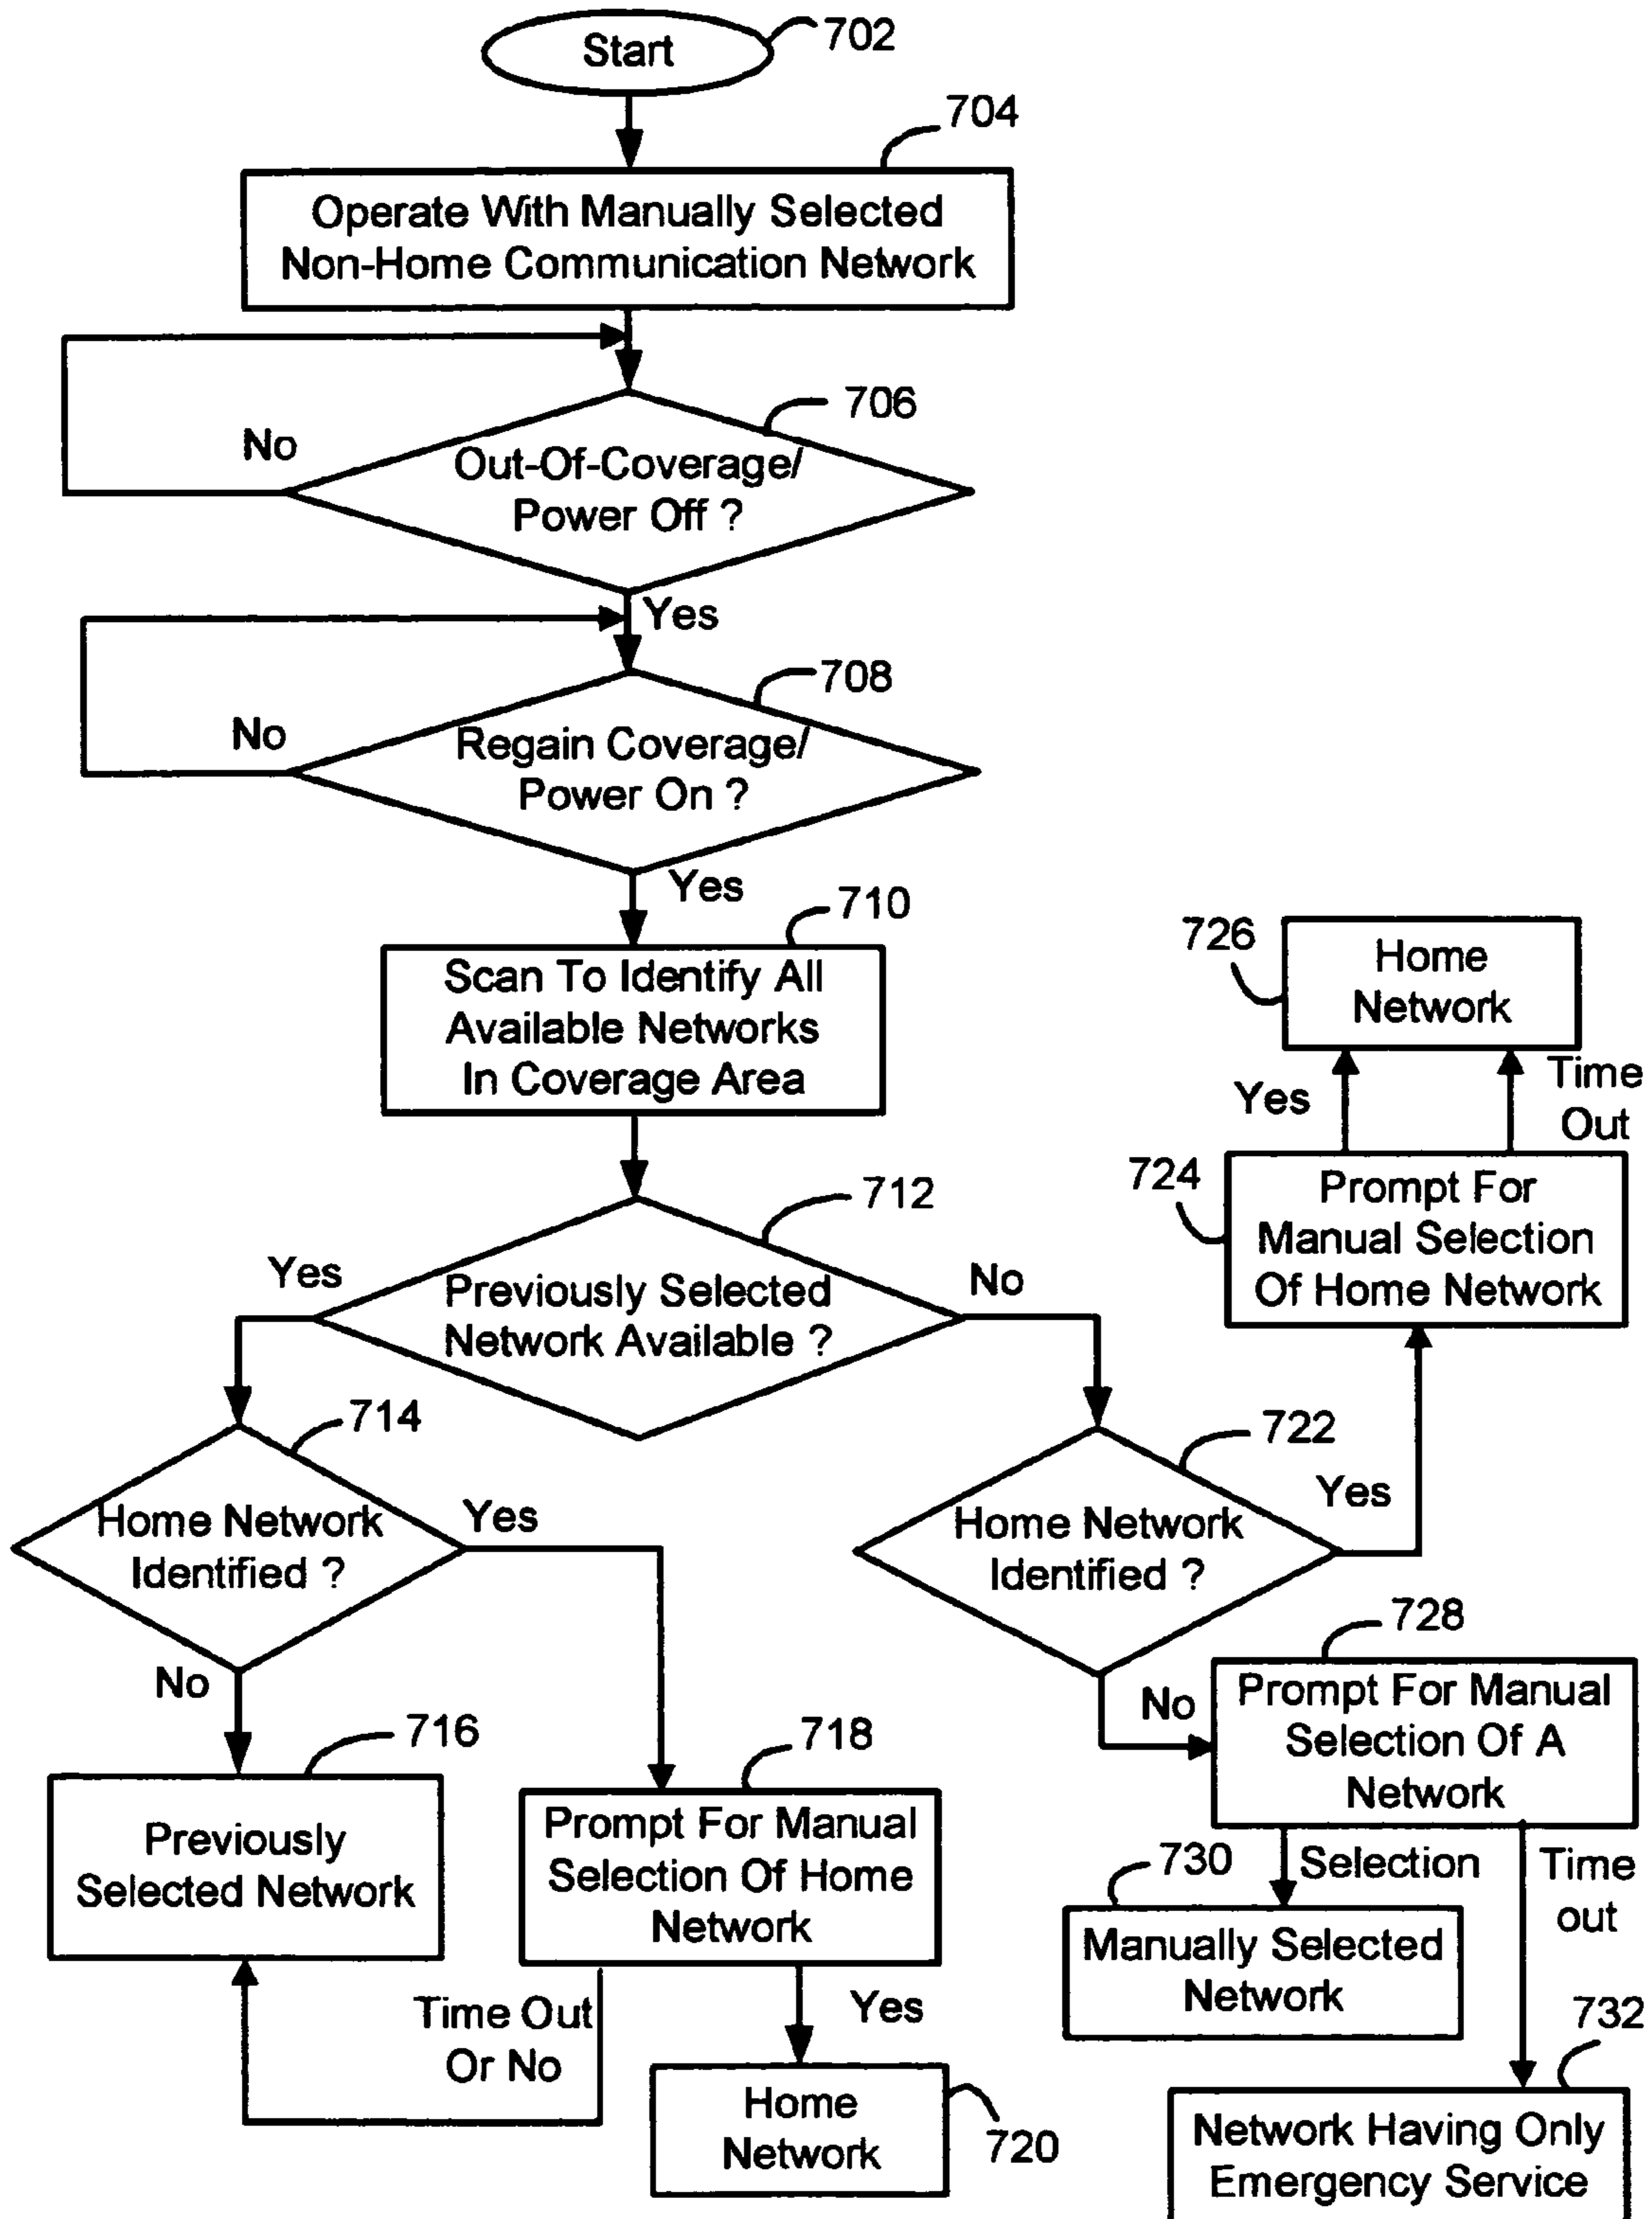 Start
702
704
Operate With Manually Selected
Non-Home Communication Network
706
No
Out-Of-Coverage/
Power Off ?
Yes
708
No
Regain Coverage/
Power On ?
Yes
710
Scan To Identify All
Available Networks
In Coverage Area
726
Home
Network
Yes
Time
Out
724
Prompt For
Manual Selection
Of Home Network
712
Yes
Previously Selected
Network Available ?
No
714
Home Network
Identified ?
Yes
No
722
Home Network
Identified ?
Yes
No
716
Previously
Selected Network
718
Prompt For Manual
Selection Of Home
Network
Time Out
Or No
Yes
Home
Network
720
728
Prompt For Manual
Selection Of A
Network
730
Selection
Time
out
Manually Selected
Network
732
Network Having Only
Emergency Service